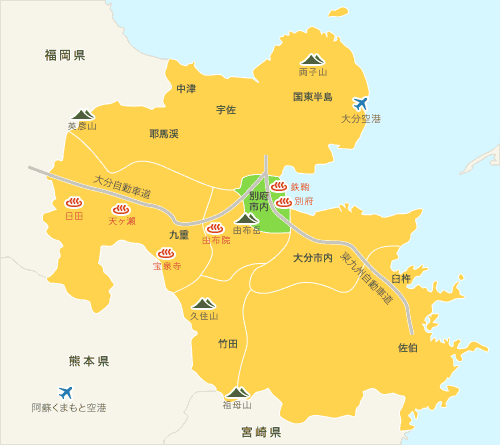 福岡県
両子山
中津
国東半島
宇佐
大分空港
英彦山
耶馬渓
大分自動車道
鉄輪
別府
別府
市内
日田
天ヶ瀬
由布岳
由布院
九重
宝泉寺
大分市内
東九州自動車道
臼杵
久住山
竹田
佐伯
熊本県
阿蘇くまもと空港
祖母山
宮崎県